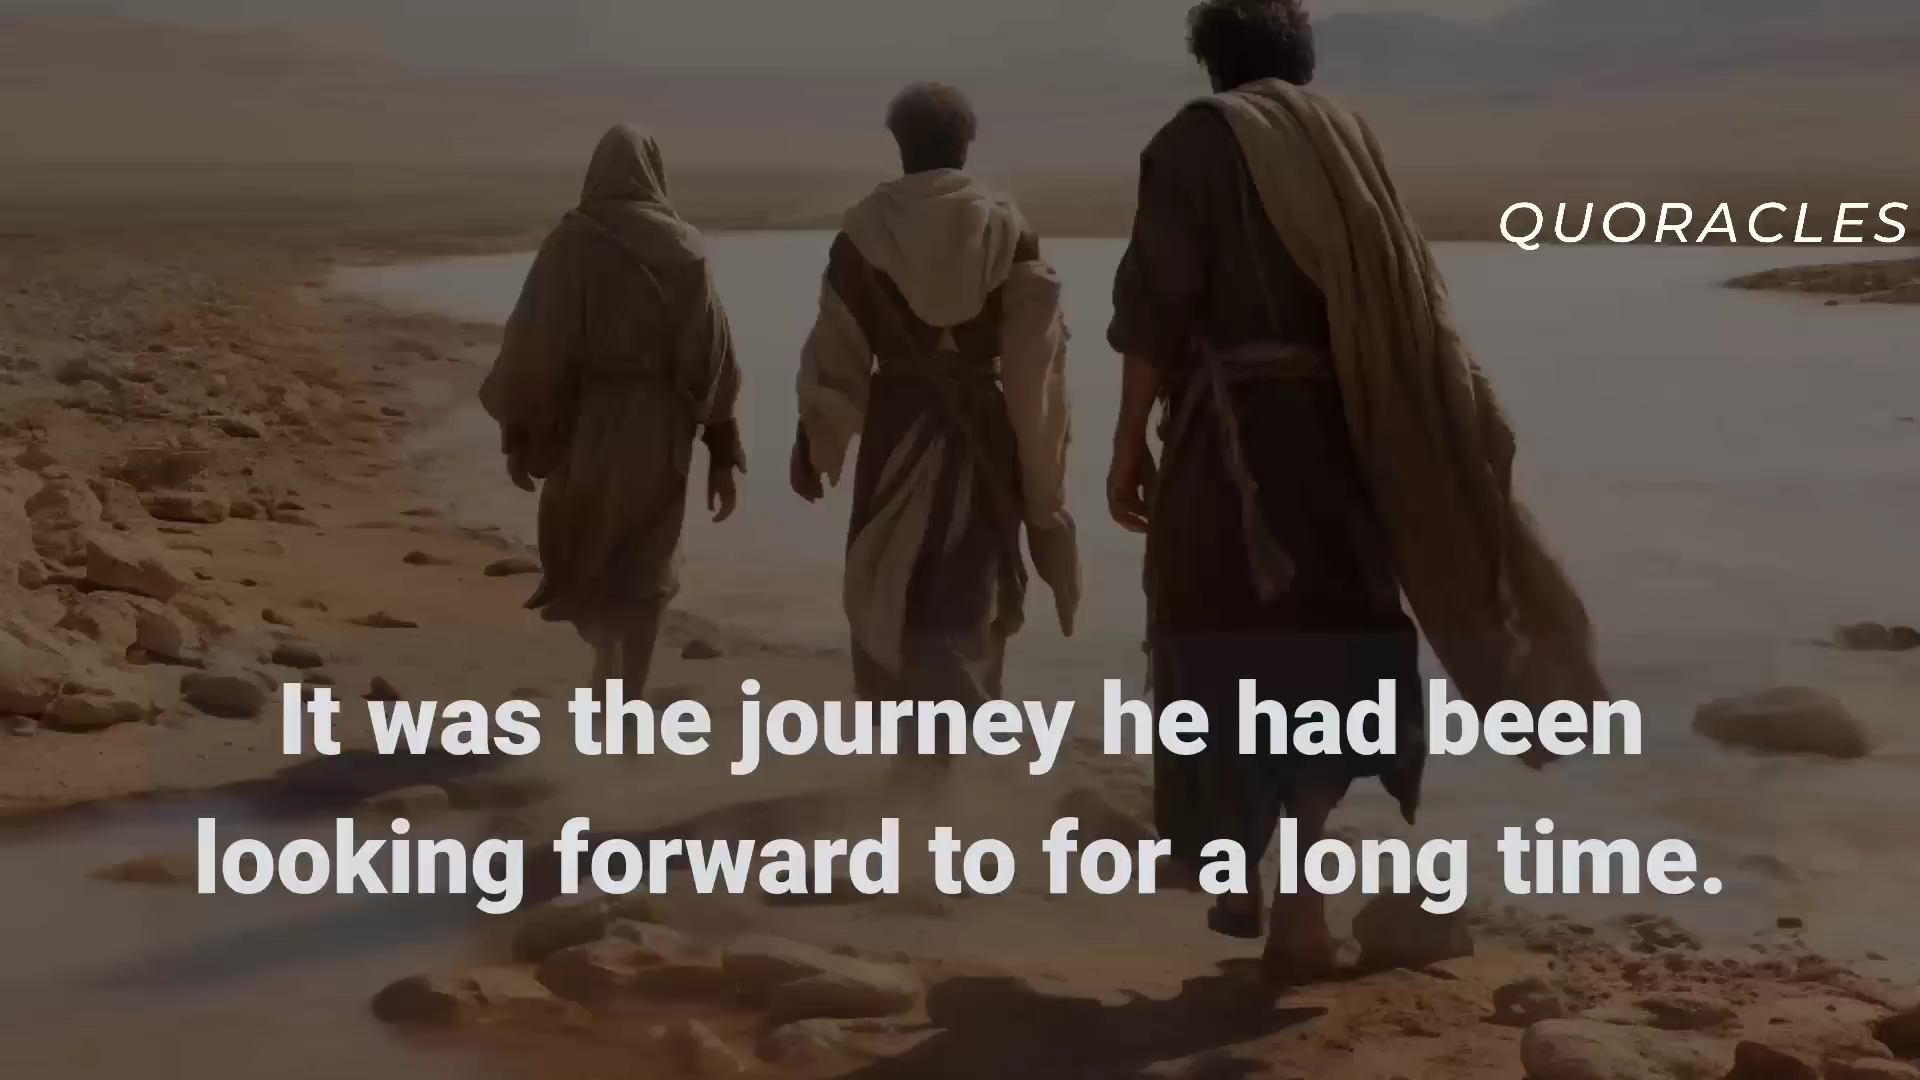 QUORACLES
It was the journey he had been
looking forward to for a long time.